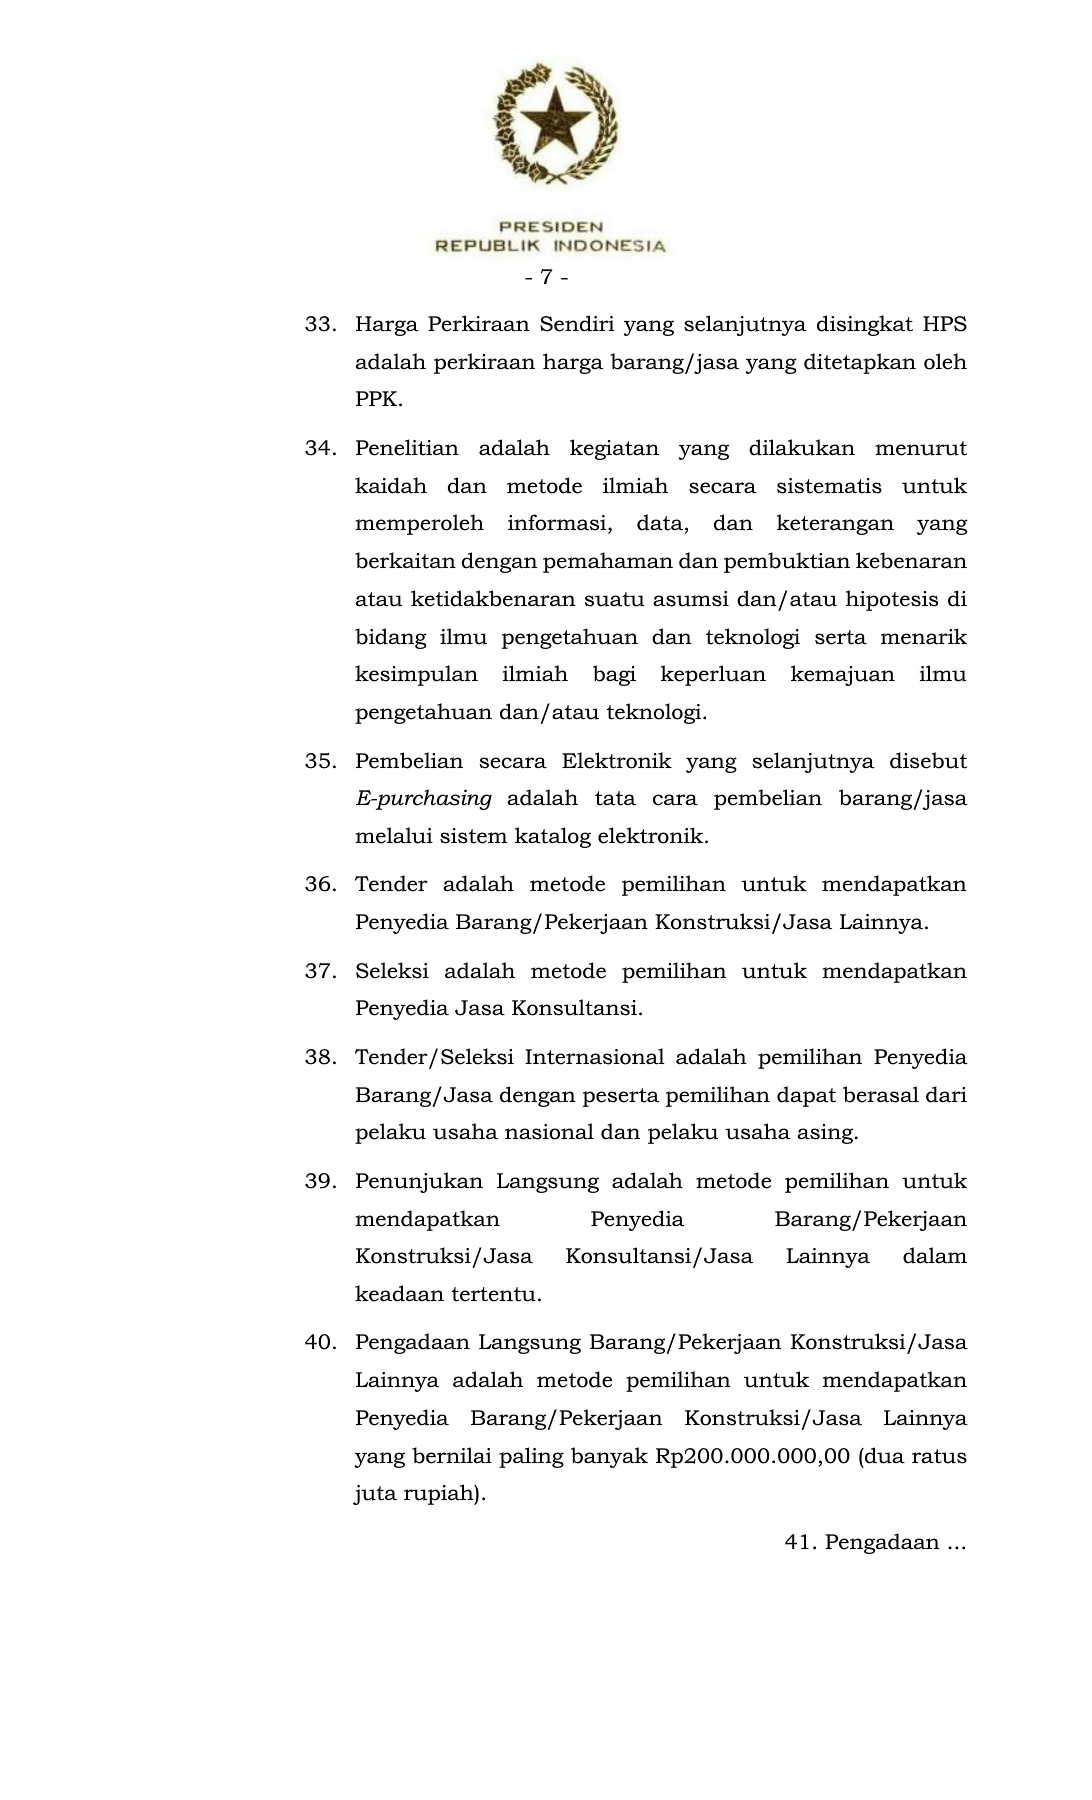 PRESIDEN
REPUBLIK INDONESIA
- 7 -
33. Harga Perkiraan Sendiri yang selanjutnya disingkat HPS
adalah perkiraan harga barang/jasa yang ditetapkan oleh
PPK.
34. Penelitian adalah kegiatan yang dilakukan menurut
kaidah dan metode ilmiah secara sistematis untuk
memperoleh informasi, data, dan keterangan yang
berkaitan dengan pemahaman dan pembuktian kebenaran
atau ketidakbenaran suatu asumsi dan/atau hipotesis di
bidang ilmu pengetahuan dan teknologi serta menarik
kesimpulan ilmiah bagi keperluan kemajuan ilmu
pengetahuan dan/atau teknologi.
35. Pembelian secara Elektronik yang selanjutnya disebut
E-purchasing adalah tata cara pembelian barang/jasa
melalui sistem katalog elektronik.
36. Tender adalah metode pemilihan untuk mendapatkan
Penyedia Barang/Pekerjaan Konstruksi/Jasa Lainnya.
37. Seleksi adalah metode pemilihan untuk mendapatkan
Penyedia Jasa Konsultansi.
38. Tender/Seleksi Internasional adalah pemilihan Penyedia
Barang/Jasa dengan peserta pemilihan dapat berasal dari
pelaku usaha nasional dan pelaku usaha asing.
39. Penunjukan Langsung adalah metode pemilihan untuk
mendapatkan Penyedia Barang/Pekerjaan
Konstruksi/Jasa Konsultansi/Jasa Lainnya dalam
keadaan tertentu.
40. Pengadaan Langsung Barang/Pekerjaan Konstruksi/Jasa
Lainnya adalah metode pemilihan untuk mendapatkan
Penyedia Barang/Pekerjaan Konstruksi/Jasa Lainnya
yang bernilai paling banyak Rp200.000.000,00 (dua ratus
juta rupiah).
41. Pengadaan ...